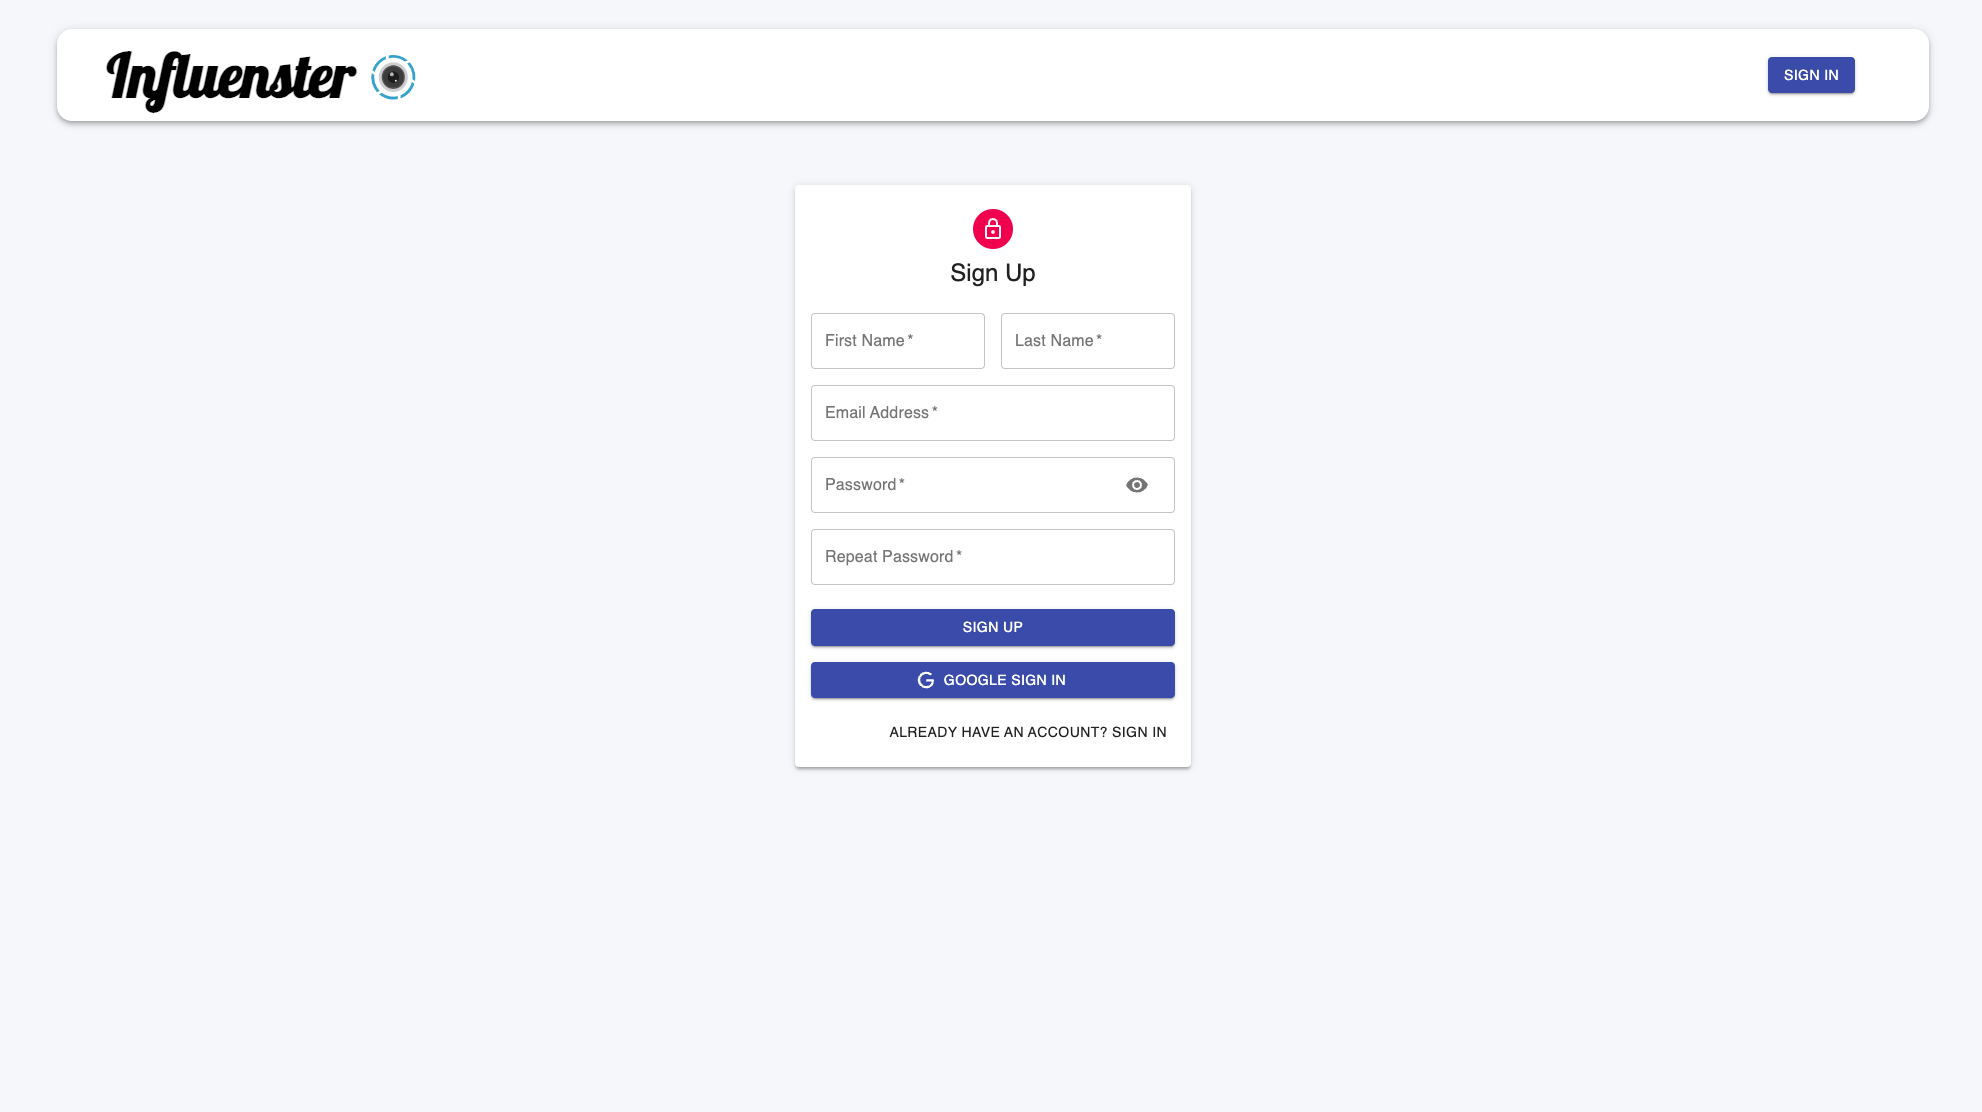 Influenster
SIGN IN
Sign Up
First Name *
Last Name *
Email Address *
Password *
Repeat Password *
SIGN UP
GOOGLE SIGN IN
ALREADY HAVE AN ACCOUNT? SIGN IN